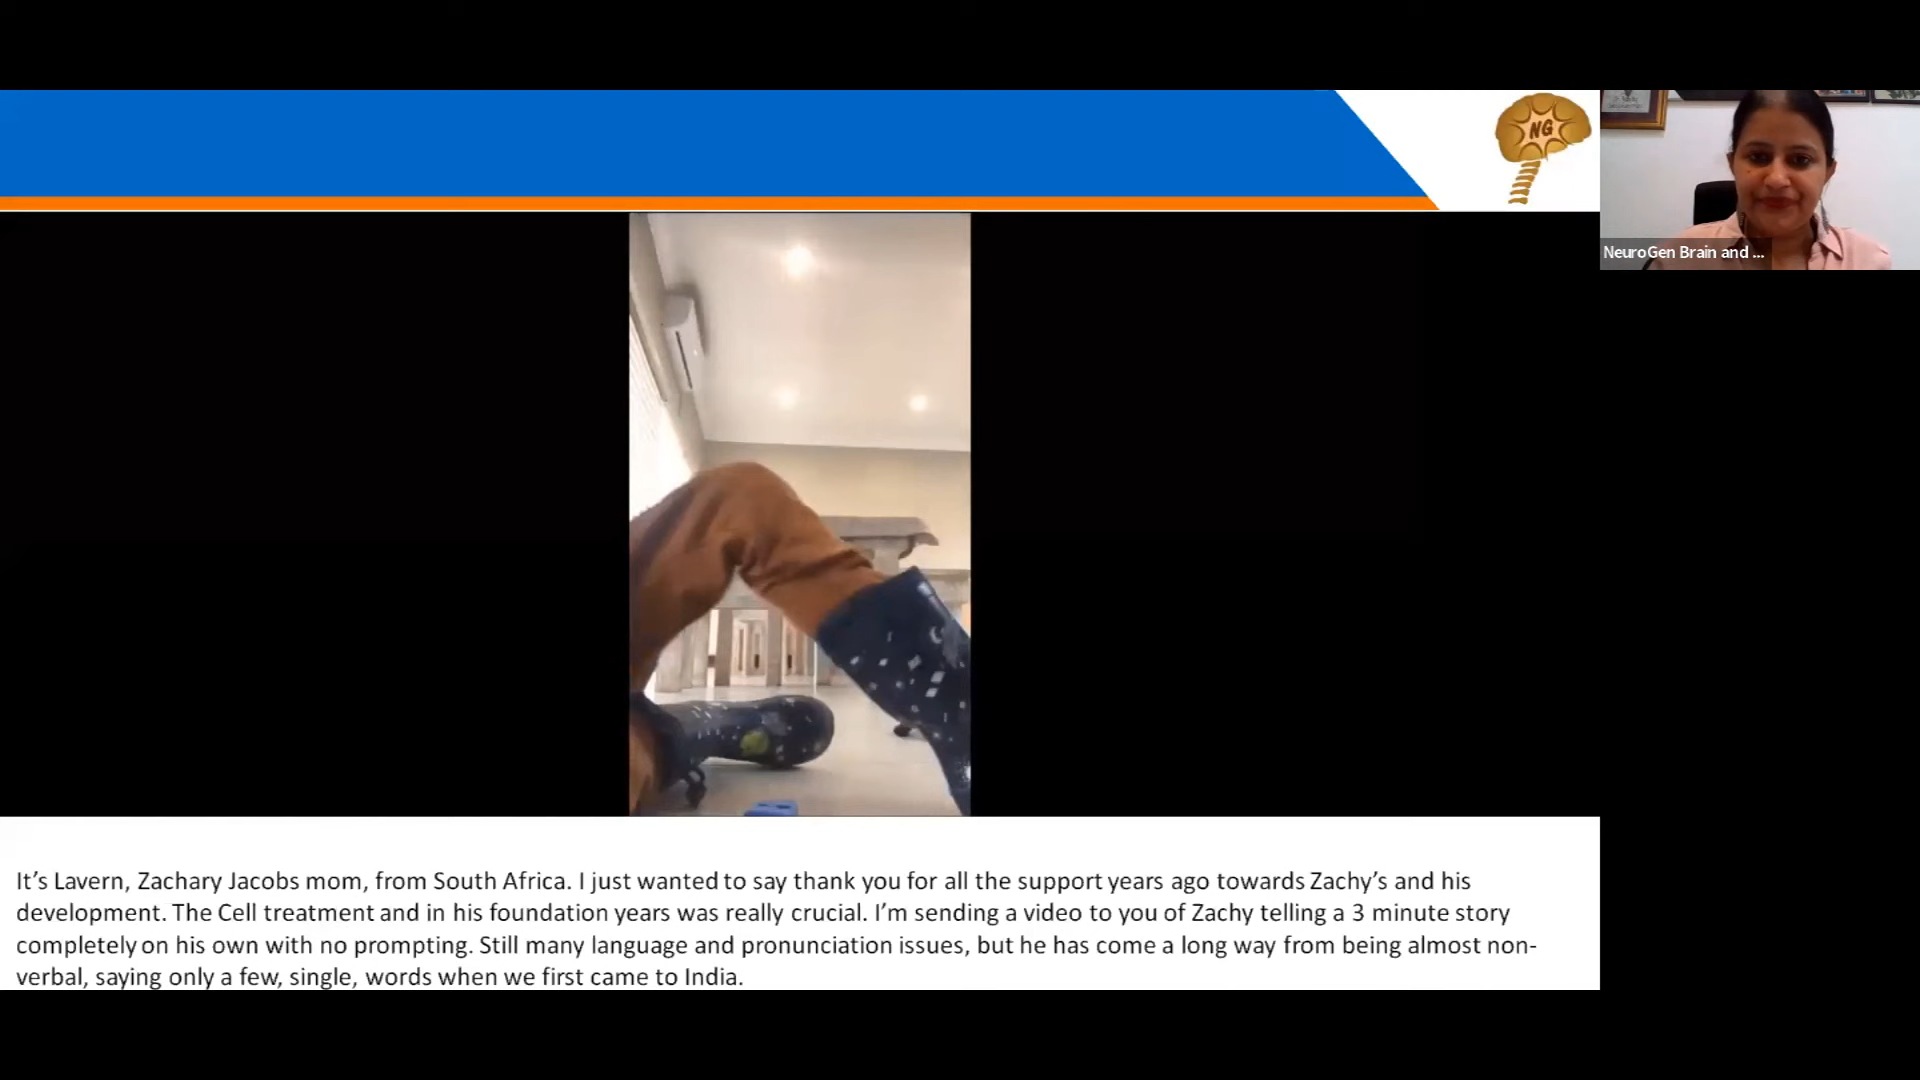 NG
NeuroGen Brain and ...
It’s Lavern, Zachary Jacobs mom, from South Africa. I just wanted to say thank you for all the support years ago towards Zachy’s and his
development. The Cell treatment and in his foundation years was really crucial. I’m sending a video to you of Zachy telling a 3 minute story
completely on his own with no prompting. Still many language and pronunciation issues, but he has come a long way from being almost non-
verbal, saying only a few, single, words when we first came to India.